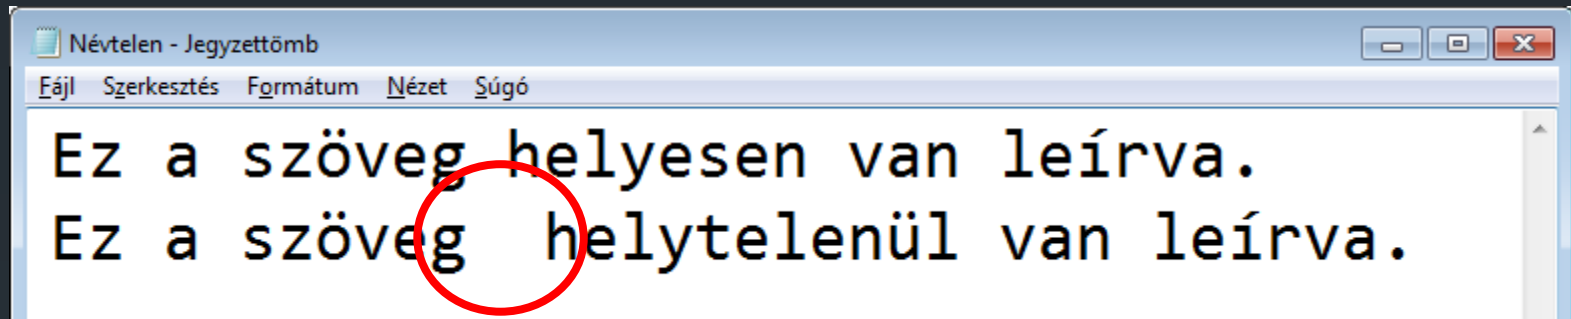 Névtelen - Jegyzettömb
Fájl Szerkesztés Formátum Nézet Súgó
Ez a szöveg helyesen van leírva.
Ez a szöveg  helytelenül van leírva.